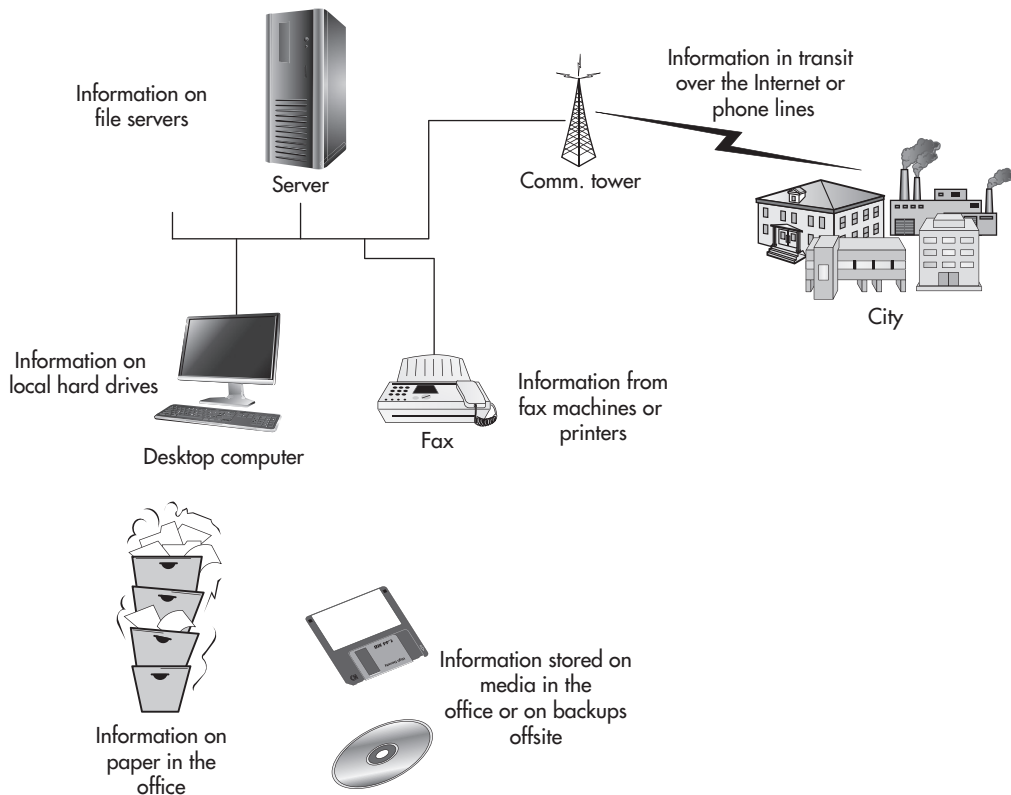 Information on
file servers
Server
Comm. tower
Information in transit
over the Internet or
phone lines
City
Information on
local hard drives
Desktop computer
Fax
Information from
fax machines or
printers
Information on
paper in the
office
Information stored on
media in the
office or on backups
offsite